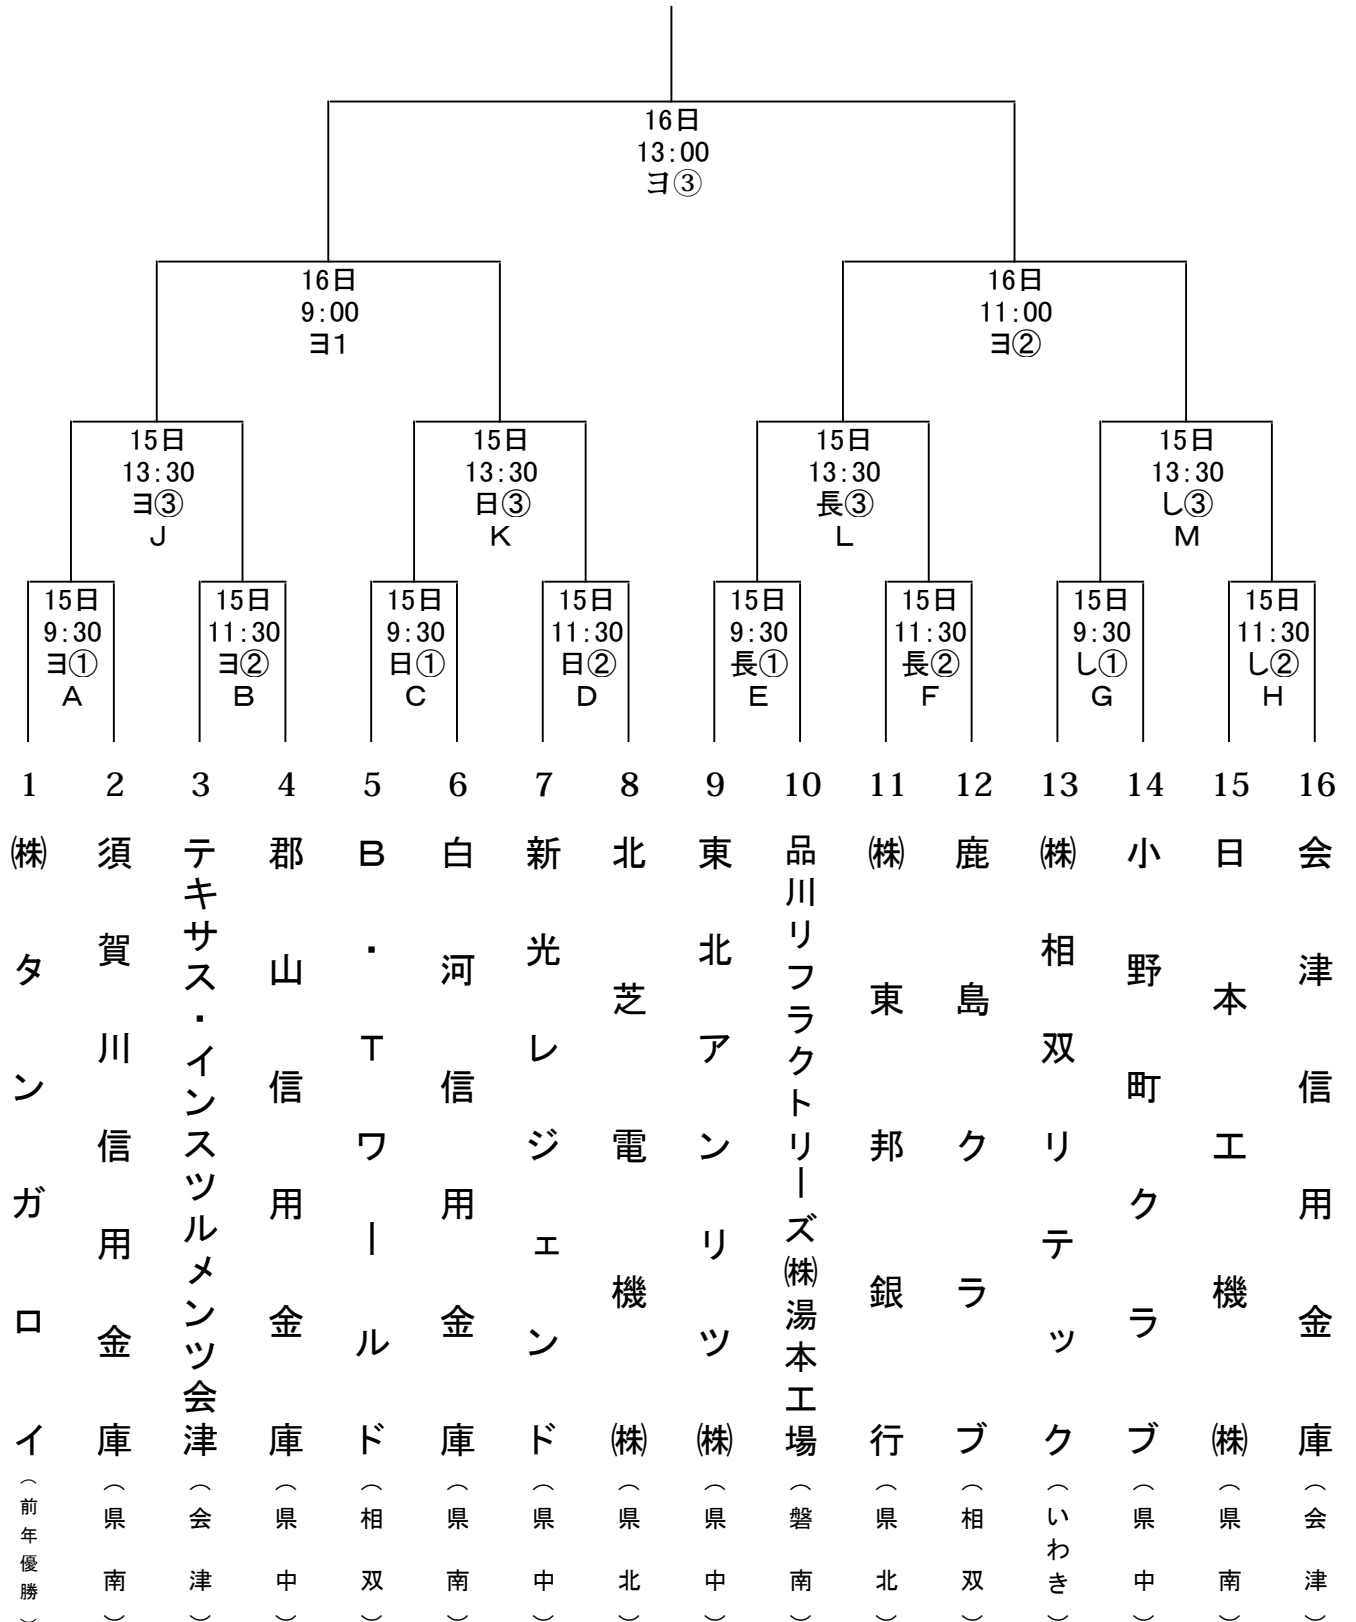 16日
13:00
ヨ③
16日
9:00
ヨ1
16日
11:00
ヨ②
15日
13:30
ヨ③
J
15日
13:30
日③
K
15日
13:30
長③
L
15日
13:30
し③
M
15日
9:30
ヨ①
A
15日
11:30
ヨ②
B
15日
9:30
日①
C
15日
11:30
日②
D
15日
9:30
長①
E
15日
11:30
長②
F
15日
9:30
し①
G
15日
11:30
し②
H
1
㈱タンガロイ(前年優勝)
2
須賀川信用金庫(県南)
3
テキサス・インスツルメンツ会津(会津)
4
郡山信用金庫(県中)
5
B・Tワールド(相双)
6
白河信用金庫(県南)
7
新光レジェンド(県中)
8
北芝電機㈱(県北)
9
東北アンリツ㈱(県中)
10
品川リフラクトリーズ㈱湯本工場(磐南)
11
㈱東邦銀行(県北)
12
鹿島クラブ(相双)
13
㈱相双リテック(いわき)
14
小野町クラブ(県中)
15
日本工機㈱(県南)
16
会津信用金庫(会津)